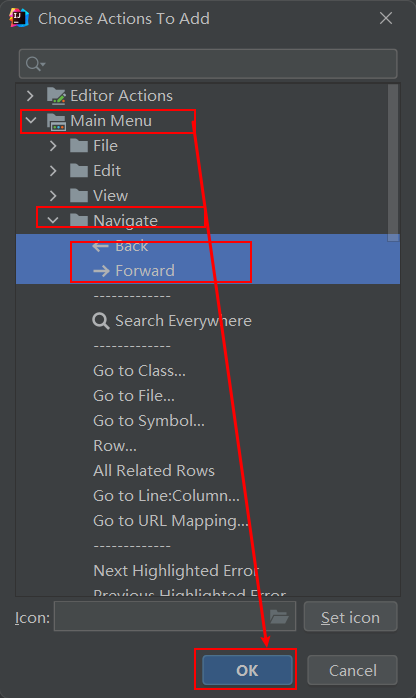 Choose Actions To Add
Editor Actions
Main Menu
File
Edit
View
Navigate
Back
Forward
-------------
Search Everywhere
-------------
Go to Class...
Go to File...
Go to Symbol...
Row...
All Related Rows
Go to Line:Column...
Go to URL Mapping...
-------------
Next Highlighted Error
Previous Highlighted Error
Icon: Set icon
OK Cancel